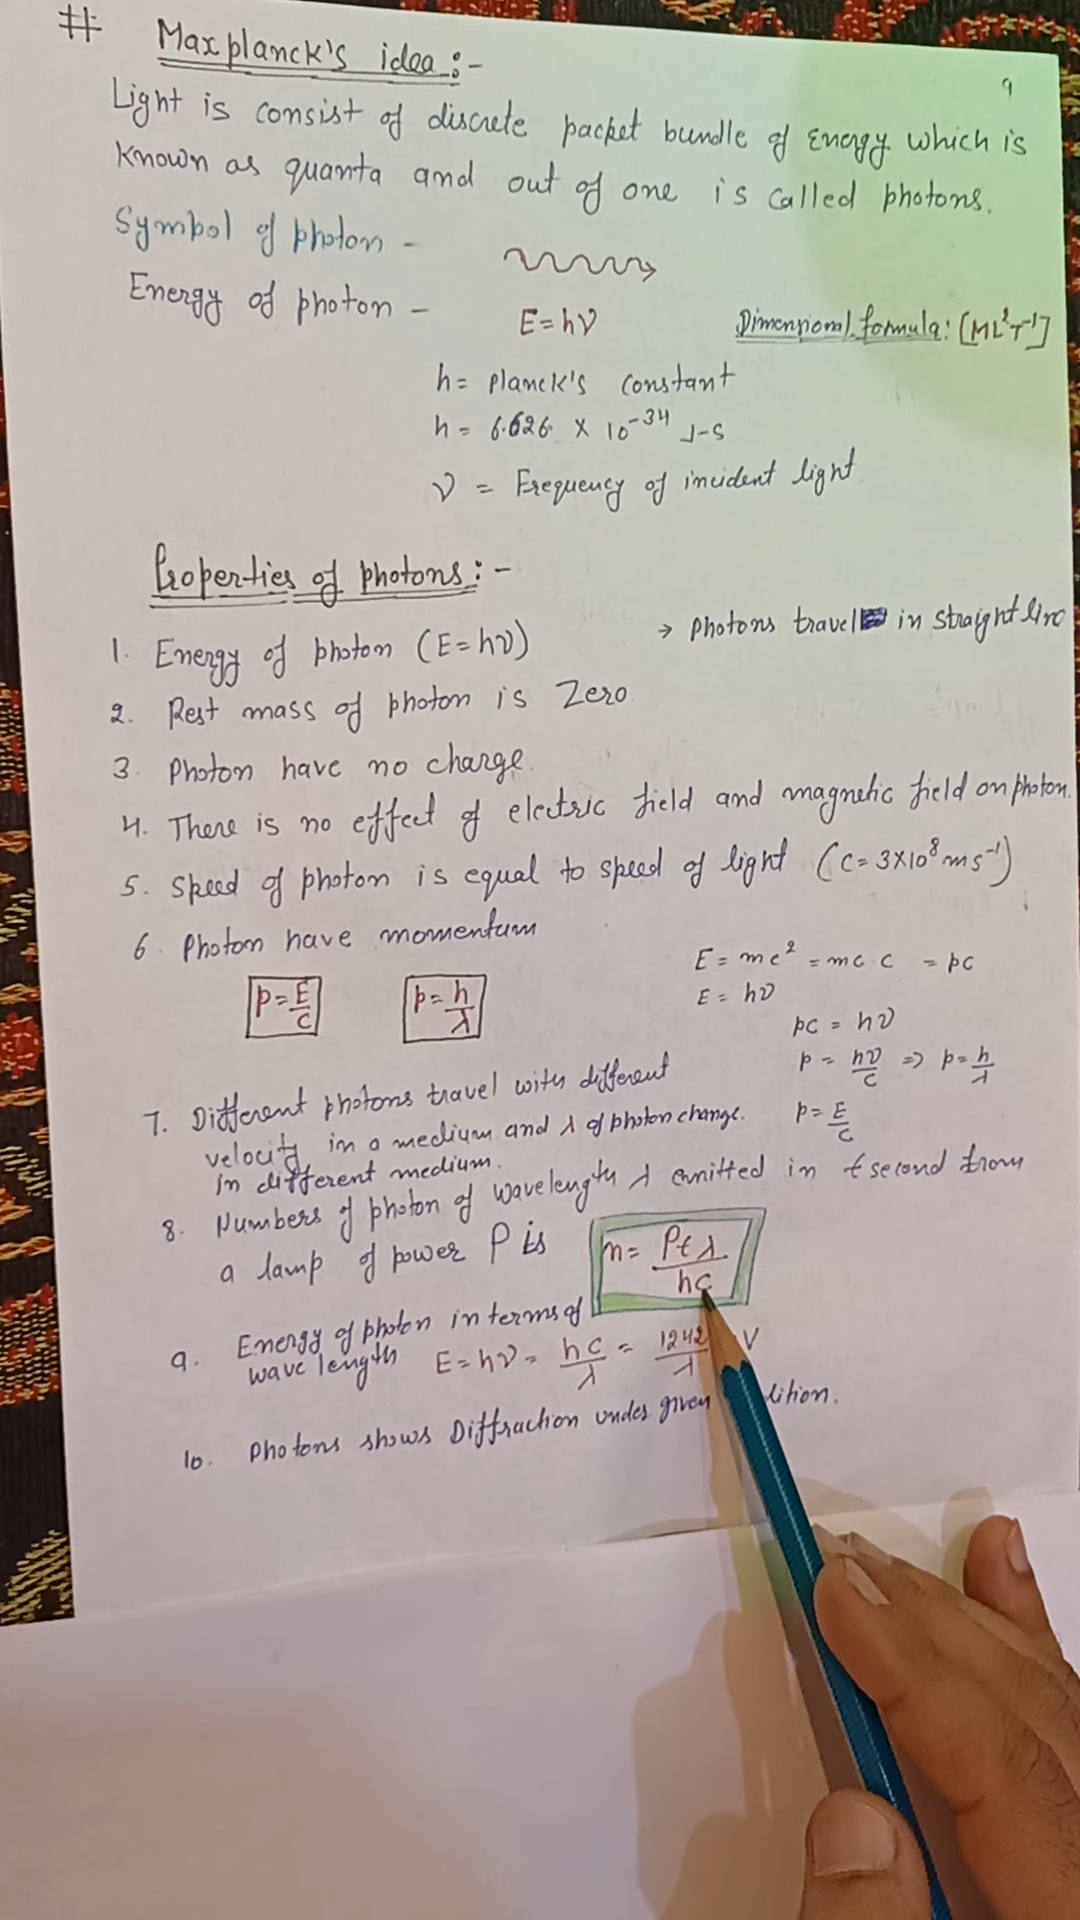 # Maxplanck's idea :-
9
Light is consist of discrete packet bundle of energy which is
known as quanta and out of one is called photons.
Symbol of photon -
Energy of photon - E = hν Dimensional formula: [ML²T⁻¹]
h = Planck's constant
h = 6.626 × 10⁻³⁴ J-S
ν = Frequency of incident light
Properties of photons :-
→ Photons travel in straight line
1. Energy of photon (E = hν)
2. Rest mass of photon is Zero
3. Photon have no charge.
4. There is no effect of electric field and magnetic field on photon.
5. Speed of photon is equal to speed of light (C = 3×10⁸ ms⁻¹)
6. Photon have momentum
P = E/C P = h/λ
E = mc² = mc.c = pc
E = hν
pc = hν
p = hν/c ⇒ p = h/λ
p = E/c
7. Different photons travel with different
velocity in a medium and λ of photon change.
in different medium.
8. Numbers of photon of wavelength λ emitted in t second from
a lamp of power P is n = Ptλ/hc
9. Energy of photon in terms of
wave length E = hν = hc/λ = 1242/λ V
10. Photons shows Diffraction under given